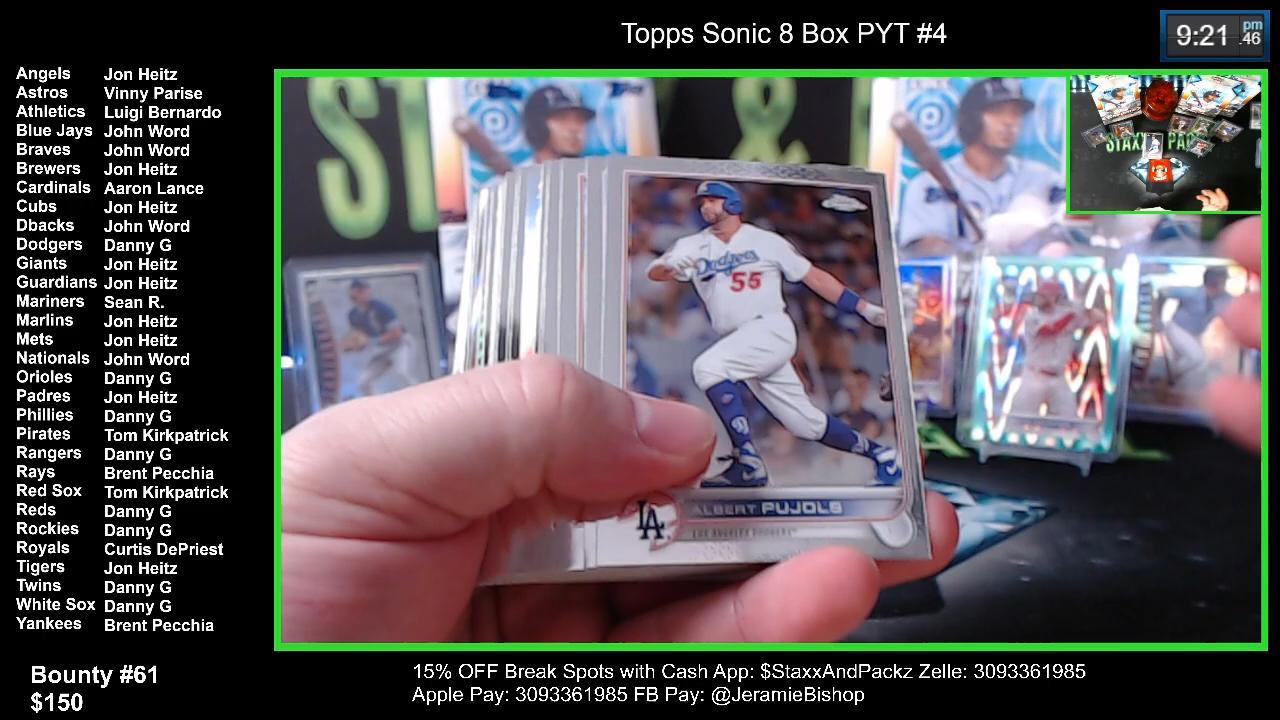 Topps Sonic 8 Box PYT #4
9:21 pm .46
Angels Jon Heitz
Astros Vinny Parise
Athletics Luigi Bernardo
Blue Jays John Word
Braves John Word
Brewers Jon Heitz
Cardinals Aaron Lance
Cubs Jon Heitz
Dbacks John Word
Dodgers Danny G
Giants Jon Heitz
Guardians Jon Heitz
Mariners Sean R.
Marlins Jon Heitz
Mets Jon Heitz
Nationals John Word
Orioles Danny G
Padres Jon Heitz
Phillies Danny G
Pirates Tom Kirkpatrick
Rangers Danny G
Rays Brent Pecchia
Red Sox Tom Kirkpatrick
Reds Danny G
Rockies Danny G
Royals Curtis DePriest
Tigers Jon Heitz
Twins Danny G
White Sox Danny G
Yankees Brent Pecchia
Bounty #61
$150
Dodgers
55
LA
ALBERT PUJOLS
LOS ANGELES DODGERS
15% OFF Break Spots with Cash App: $StaxxAndPackz Zelle: 3093361985
Apple Pay: 3093361985 FB Pay: @JeramieBishop